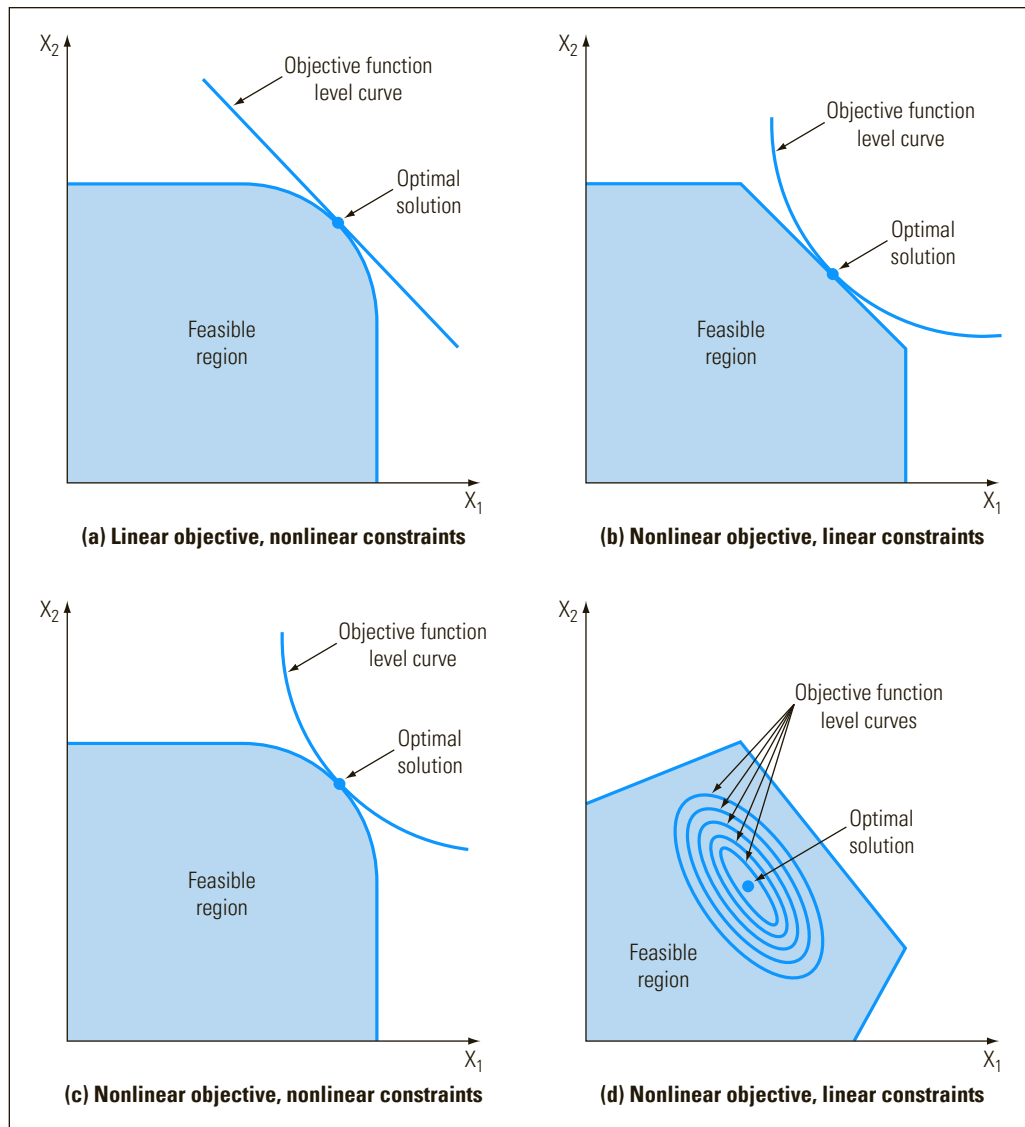 X2
Objective function
level curve
Optimal
solution
Feasible
region
X1
(a) Linear objective, nonlinear constraints
X2
Objective function
level curve
Optimal
solution
Feasible
region
X1
(b) Nonlinear objective, linear constraints
X2
Objective function
level curve
Optimal
solution
Feasible
region
X1
(c) Nonlinear objective, nonlinear constraints
X2
Objective function
level curves
Optimal
solution
Feasible
region
X1
(d) Nonlinear objective, linear constraints